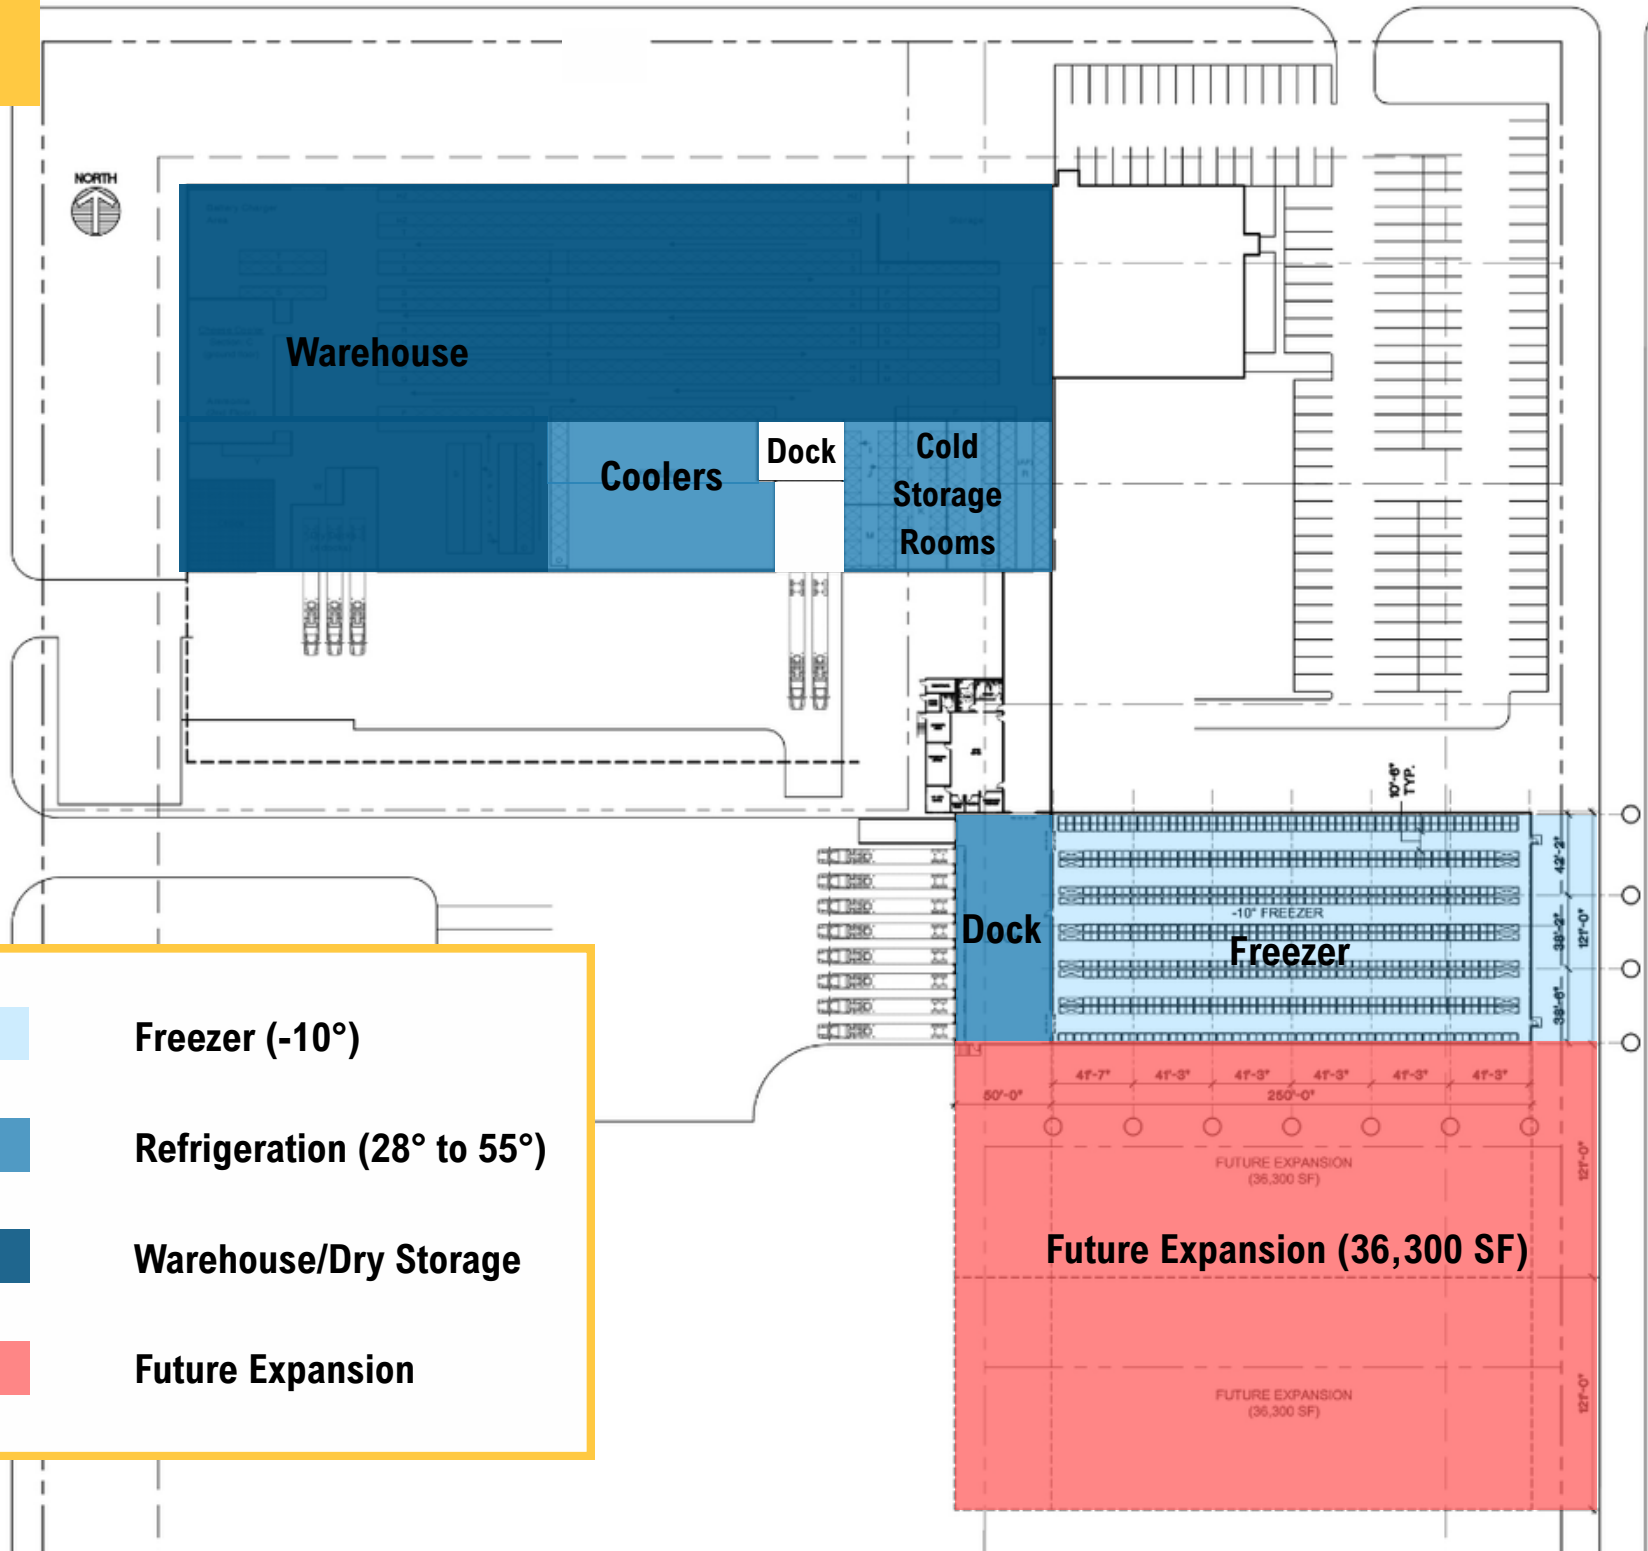 NORTH
Warehouse
Coolers
Dock
Cold
Storage
Rooms
10'-6"
TYP.
Dock
-10° FREEZER
Freezer
42'-2"
38'-2"
38'-6"
121'-0"
Freezer (-10°)
Refrigeration (28° to 55°)
Warehouse/Dry Storage
Future Expansion
41'-7"
41'-3"
41'-3"
41'-3"
41'-3"
41'-3"
50'-0"
250'-0"
FUTURE EXPANSION
(36,300 SF)
121'-0"
Future Expansion (36,300 SF)
FUTURE EXPANSION
(36,300 SF)
121'-0"